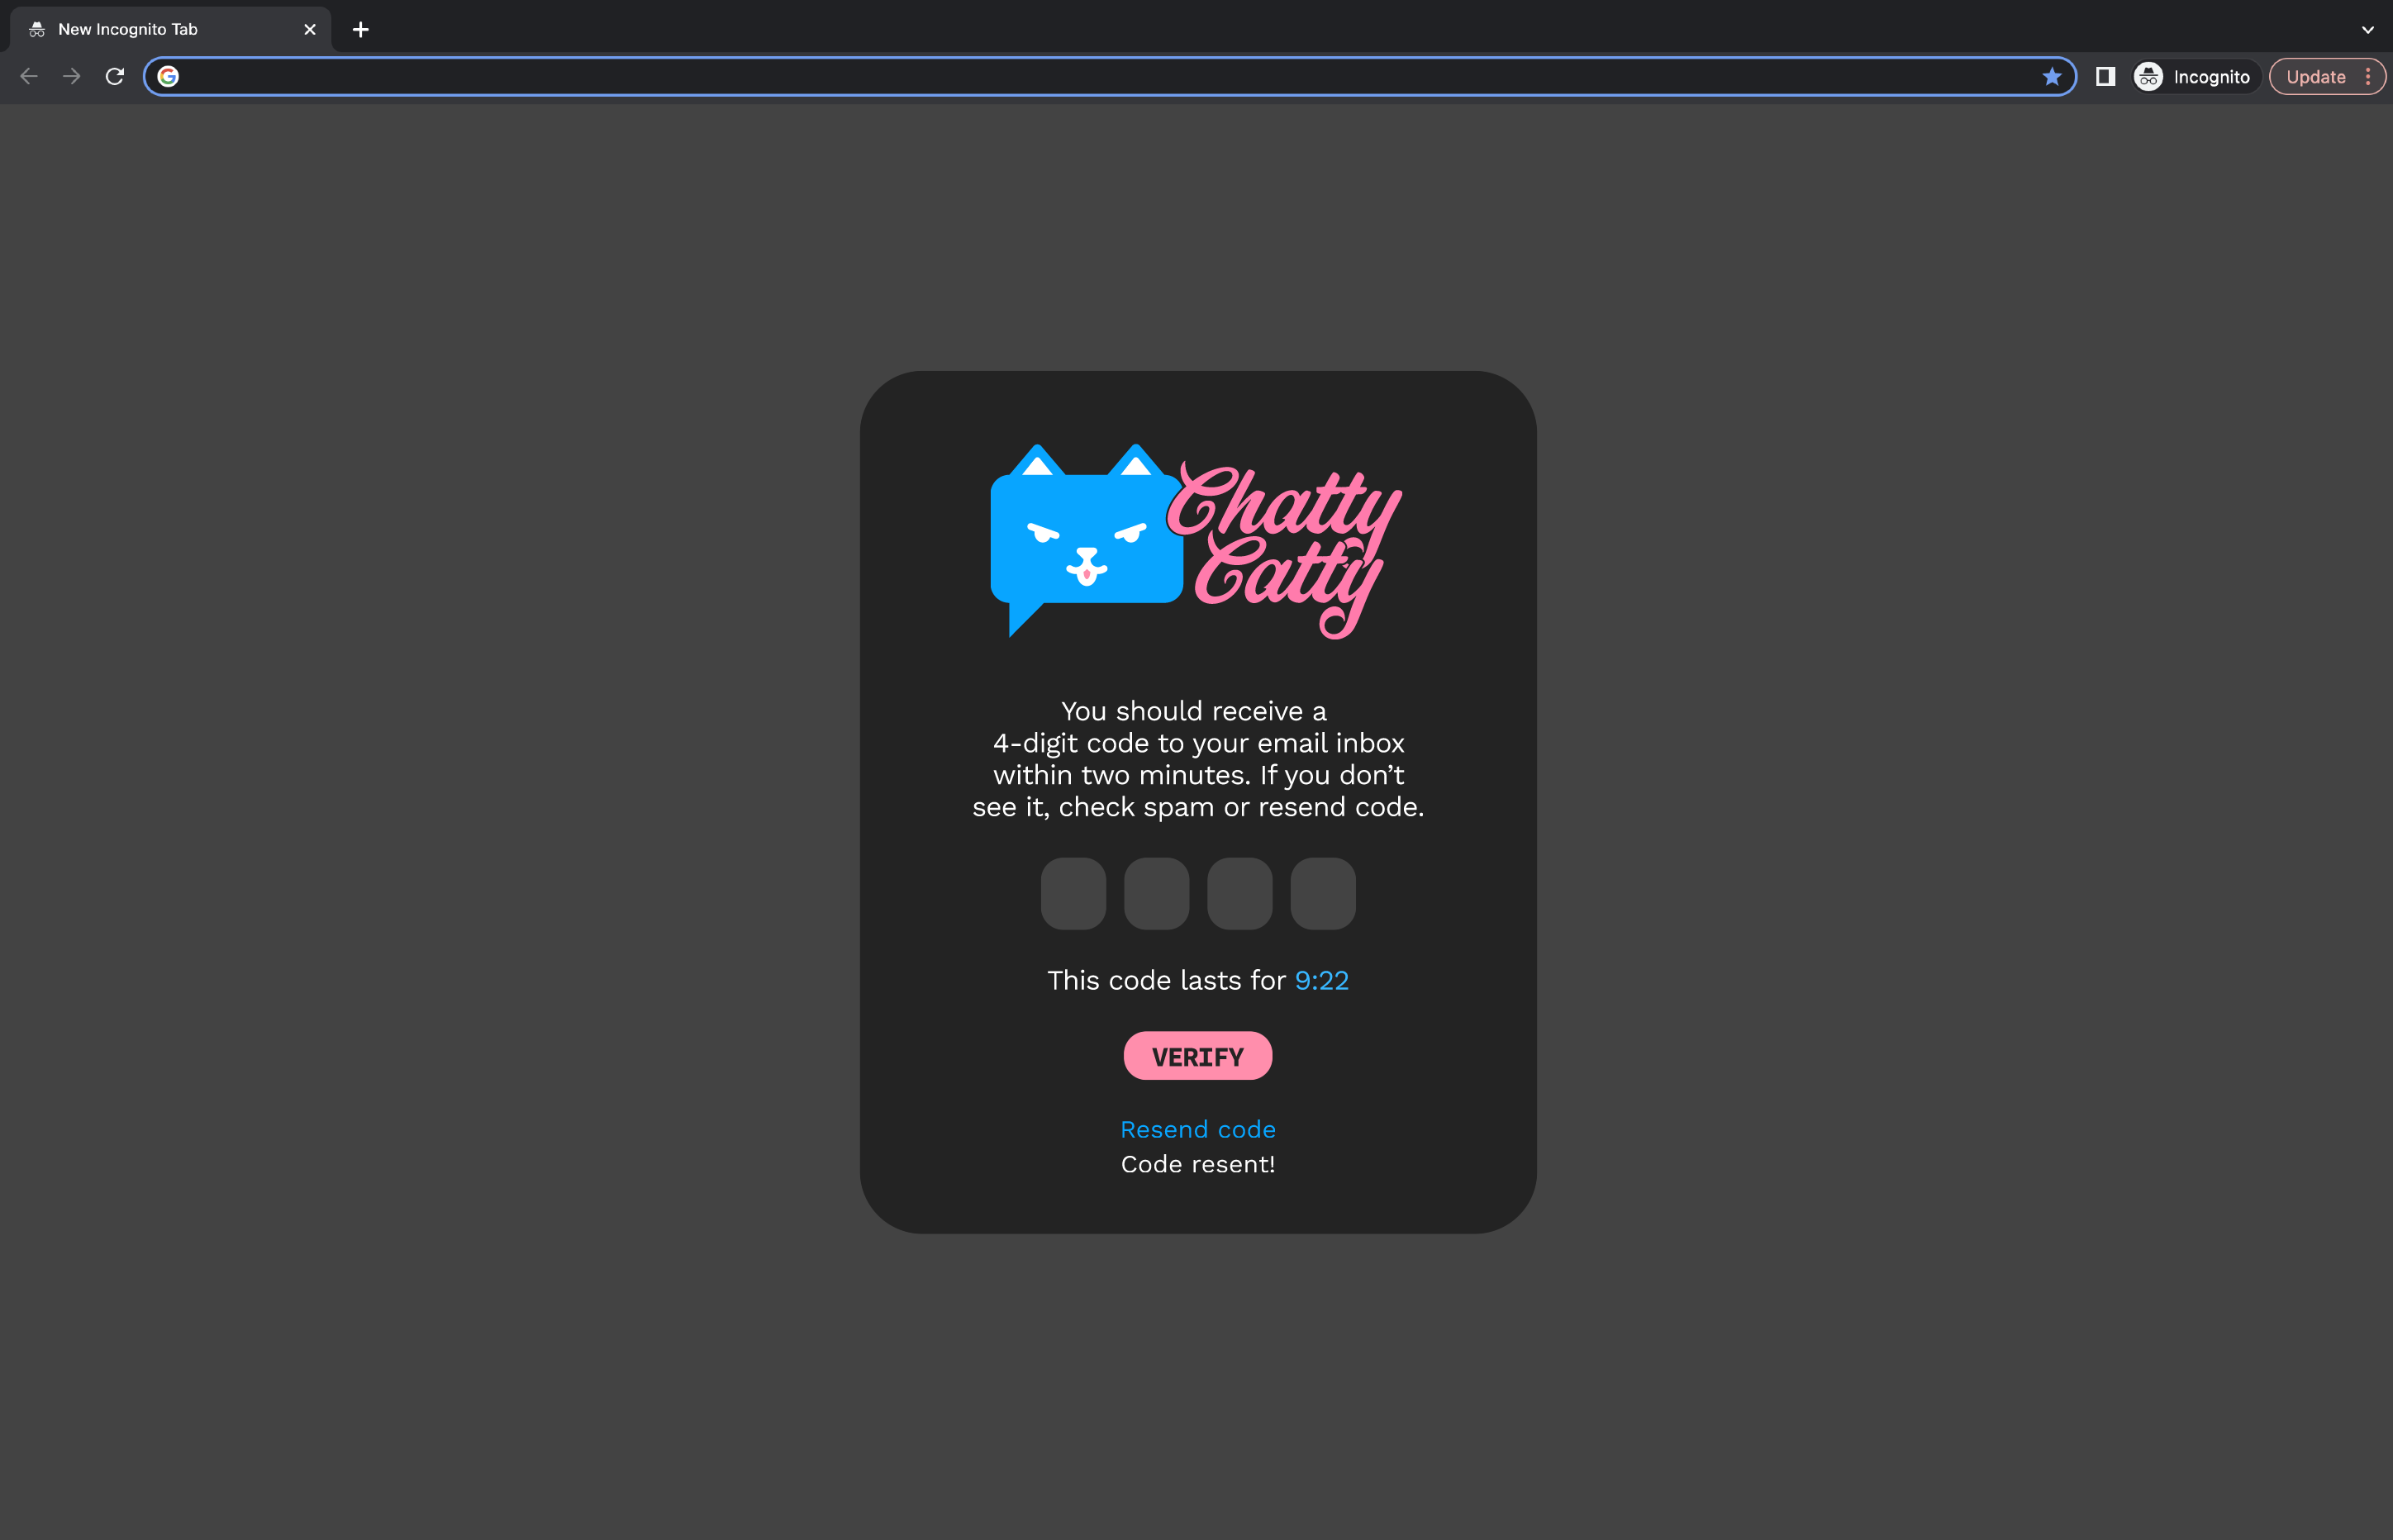 New Incognito Tab
Incognito
Update
Chatty
Catty
You should receive a
4-digit code to your email inbox
within two minutes. If you don’t
see it, check spam or resend code.
This code lasts for 9:22
VERIFY
Resend code
Code resent!